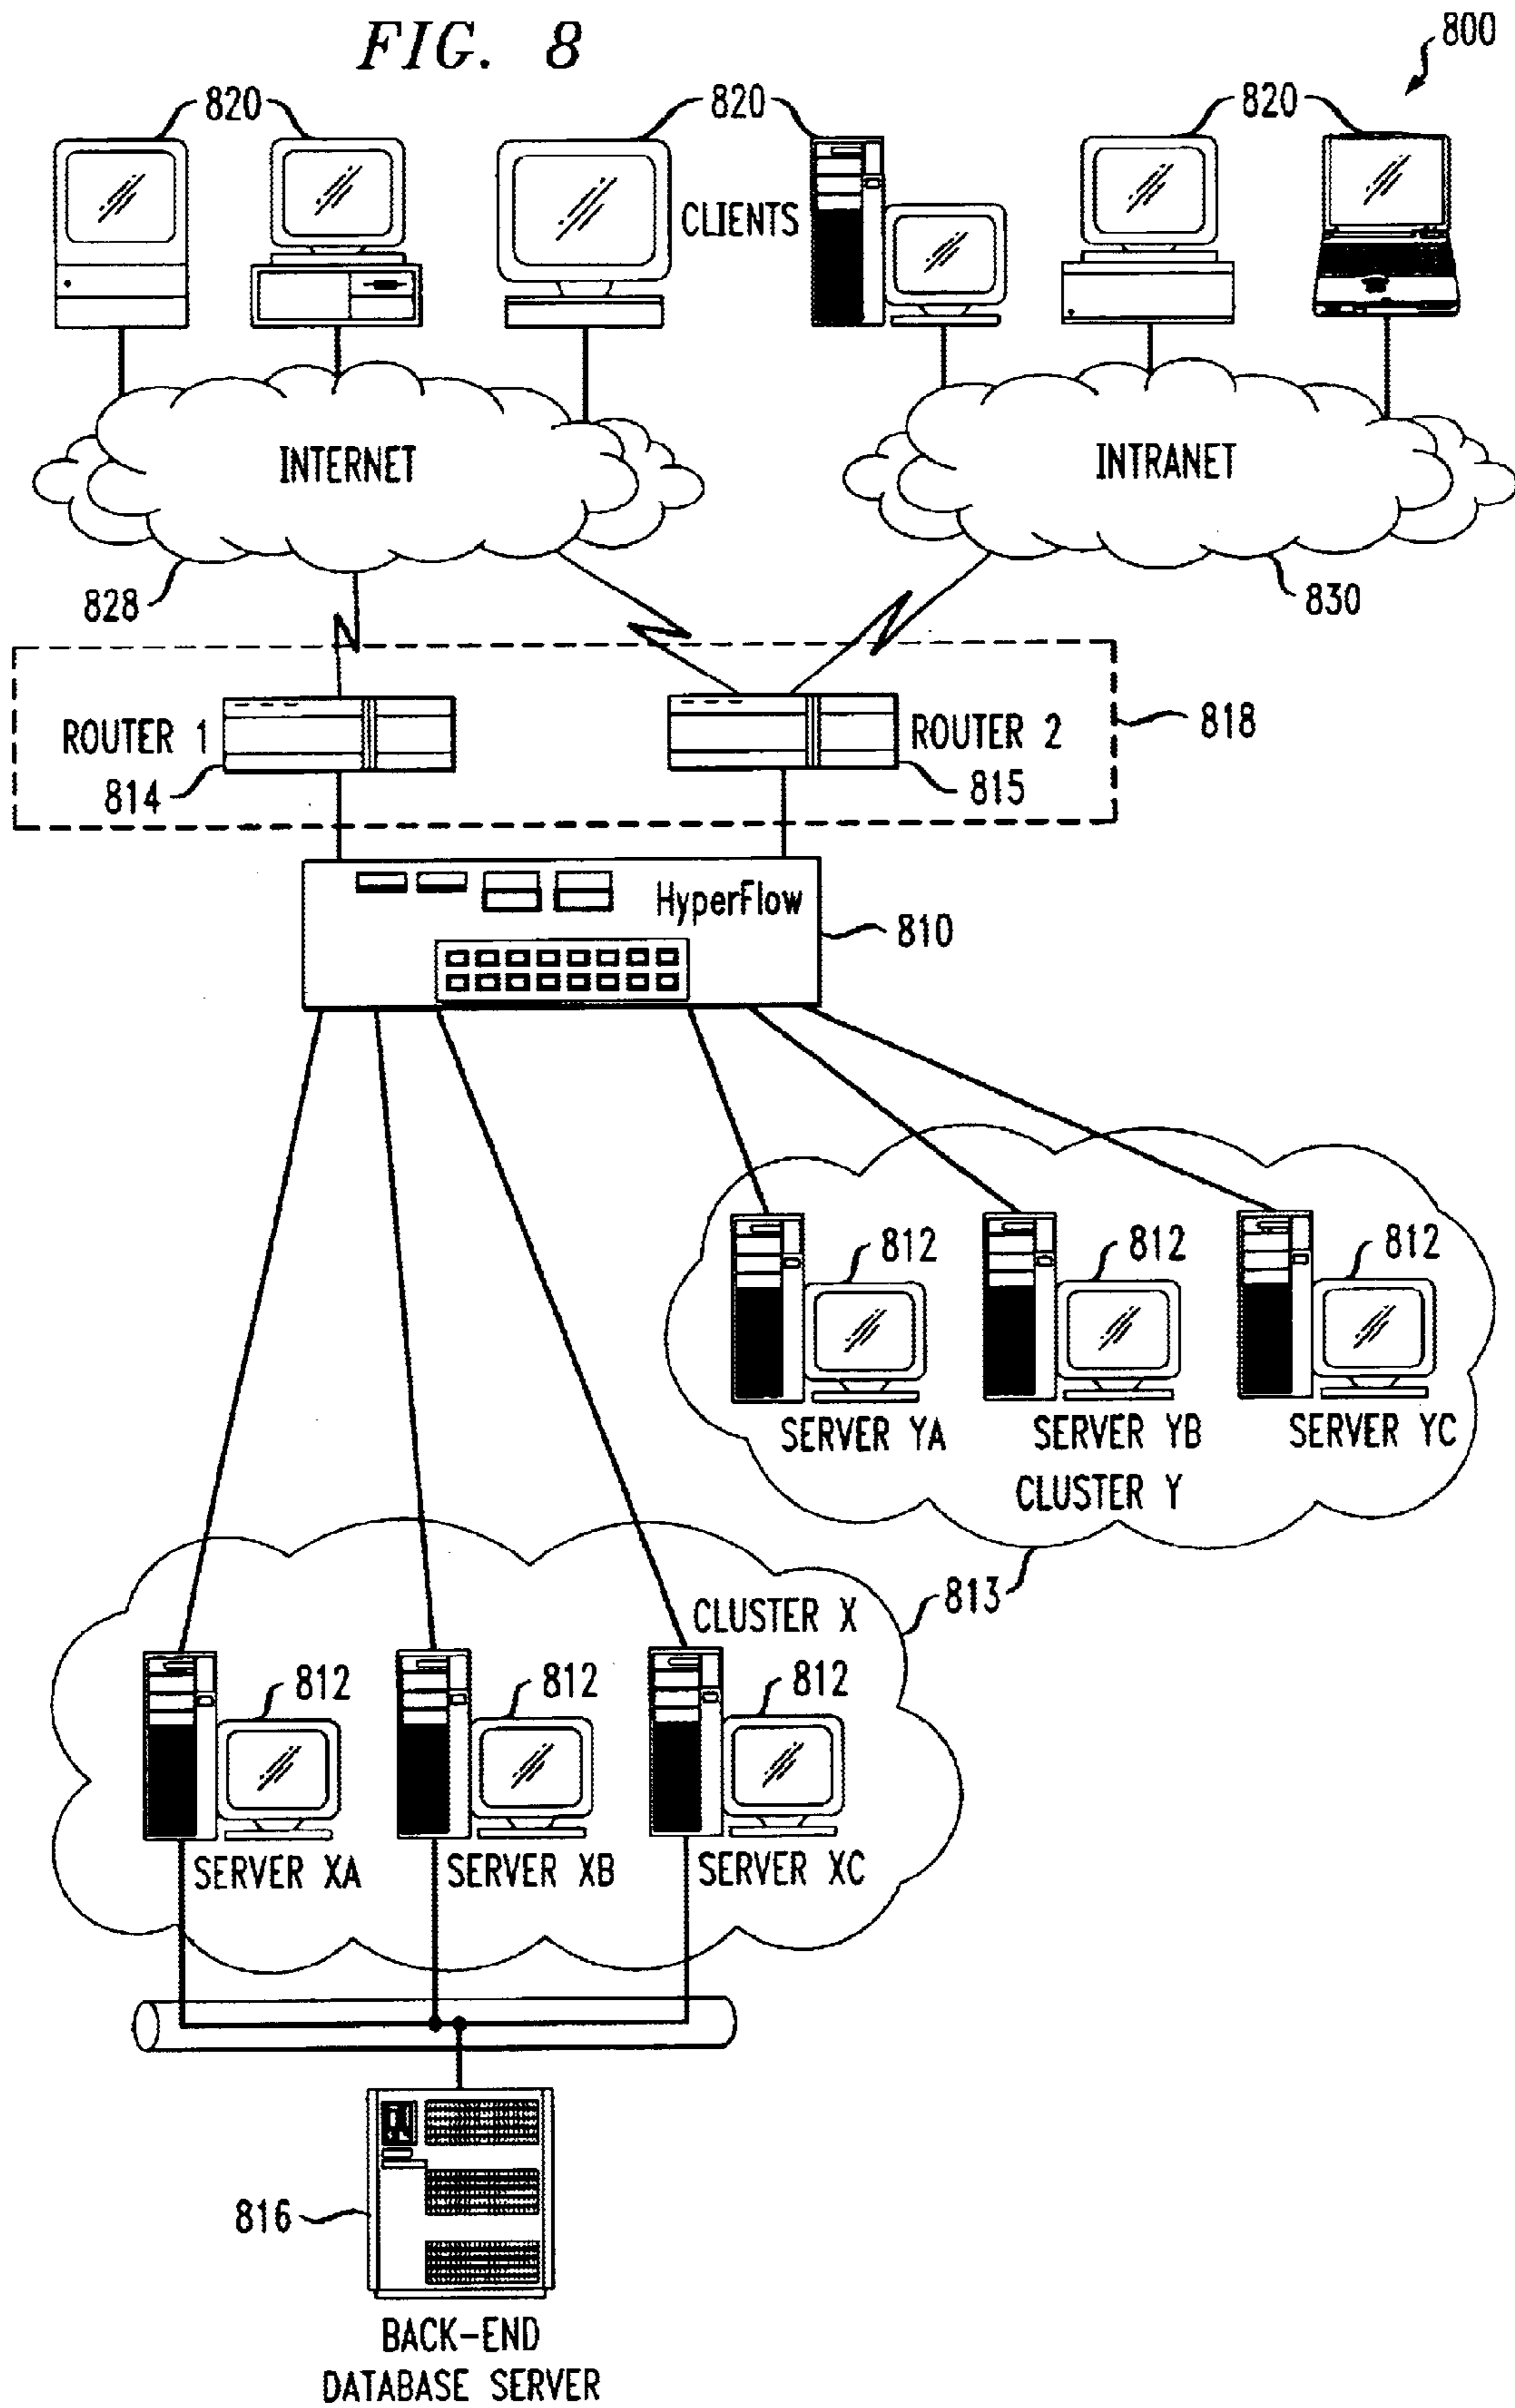 FIG. 8
800
820
820
820
CLIENTS
INTERNET
INTRANET
828
830
ROUTER 1
814
ROUTER 2
815
818
HyperFlow
810
812
812
812
SERVER YA
SERVER YB
SERVER YC
CLUSTER Y
813
CLUSTER X
812
812
812
SERVER XA
SERVER XB
SERVER XC
816
BACK-END
DATABASE SERVER